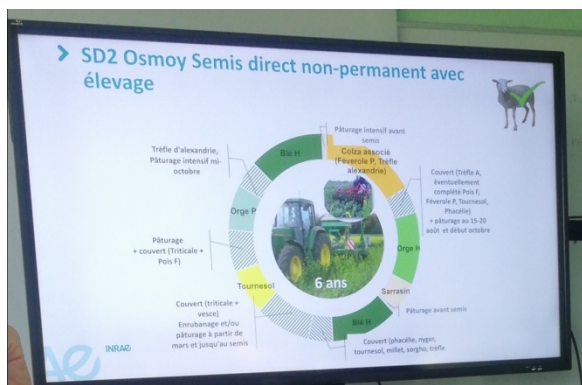 SD2 Osmoy Semis direct non-permanent avec
élevage
Pâturage intensif avant
semis
Trèfle d'alexandrie,
Pâturage intensif mi-
octobre
Blé H
Colza associé
(Féverole P, Trèfle
alexandrie)
Couvert (Trèfle A,
éventuellement
complété Pois F,
Féverole P, Tournesol,
Phacélie)
+ pâturage au 15-20
août et début octobre
Orge P
Orge H
Pâturage
+ couvert (Triticale +
Pois F)
6 ans
Tournesol
Sarrasin
Couvert (triticale +
vesce)
Enrubanage et/ou
pâturage à partir de
mars et jusqu'au semis
Blé H
Pâturage avant semis
Couvert (phacélie, nyger,
tournesol, millet, sorgho, trèfle
INRAE